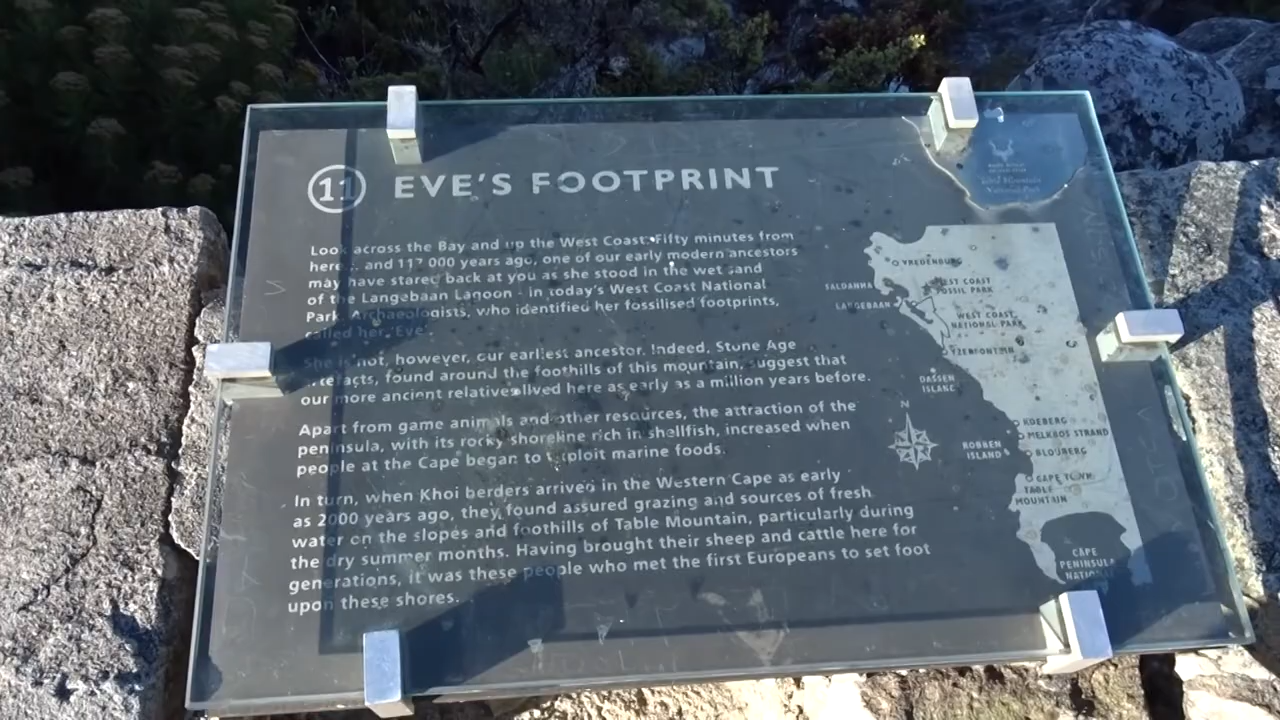 11 EVE'S FOOTPRINT
Look across the Bay and up the West Coast. Fifty minutes from
here ... and 117 000 years ago, one of our early modern ancestors
may have stared back at you as she stood in the wet sand
of the Langebaan Lagoon - in today's West Coast National
Park. Archaeologists, who identified her fossilised footprints,
called her 'Eve'.
She is not, however, our earliest ancestor. Indeed, Stone Age
artefacts, found around the foothills of this mountain, suggest that
our more ancient relatives lived here as early as a million years before.
Apart from game animals and other resources, the attraction of the
peninsula, with its rocky shoreline rich in shellfish, increased when
people at the Cape began to exploit marine foods.
In turn, when Khoi herders arrived in the Western Cape as early
as 2000 years ago, they found assured grazing and sources of fresh
water on the slopes and foothills of Table Mountain, particularly during
the dry summer months. Having brought their sheep and cattle here for
generations, it was these people who met the first Europeans to set foot
upon these shores.
Table Mountain
National Park
VREDENBURG
SALDANHA
WEST COAST
FOSSIL PARK
LANGEBAAN
WEST COAST
NATIONAL PARK
YZERFONTEIN
DASSEN
ISLAND
N
KOEBERG
MELKBOS STRAND
ROBBEN
ISLAND
BLOUBERG
CAPE TOWN
TABLE
MOUNTAIN
CAPE
PENINSULA
NATIONAL